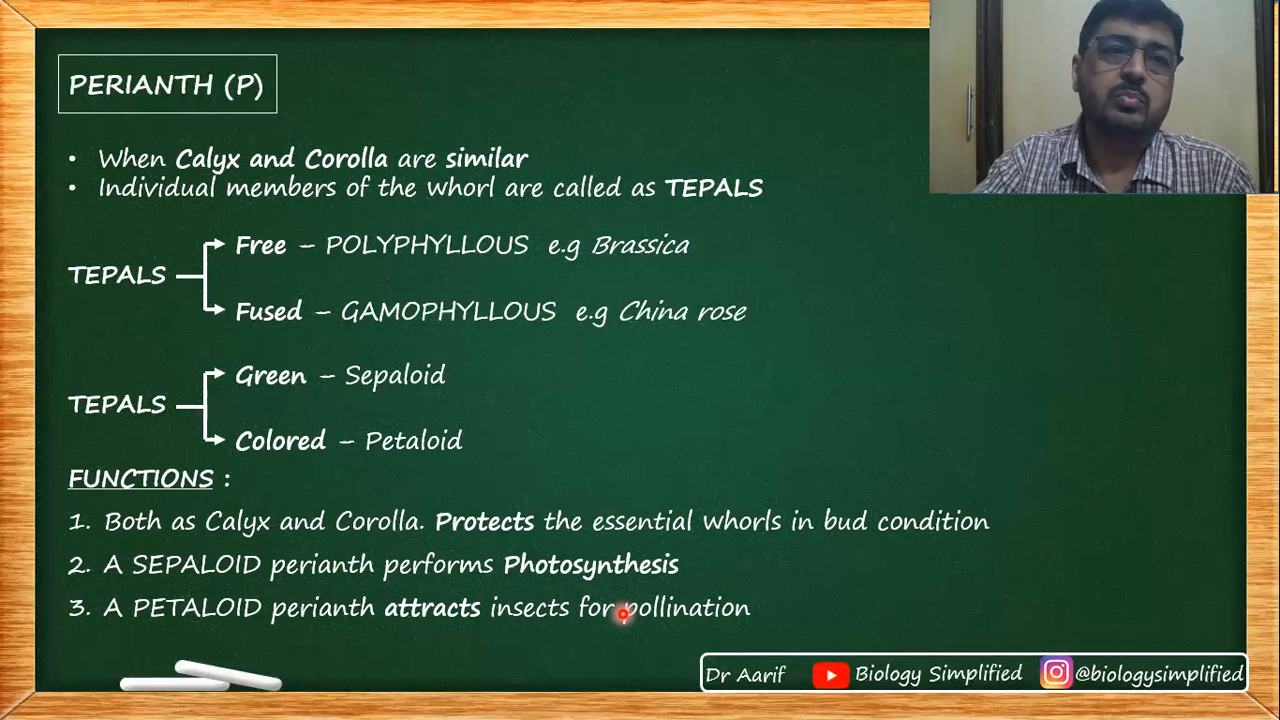 PERIANTH (P)
• When Calyx and Corolla are similar
• Individual members of the whorl are called as TEPALS
Free – POLYPHYLLOUS e.g Brassica
TEPALS
Fused – GAMOPHYLLOUS e.g China rose
Green – Sepaloid
TEPALS
Colored – Petaloid
FUNCTIONS :
1. Both as Calyx and Corolla. Protects the essential whorls in bud condition
2. A SEPALOID perianth performs Photosynthesis
3. A PETALOID perianth attracts insects for pollination
Dr Aarif Biology Simplified @biologysimplified